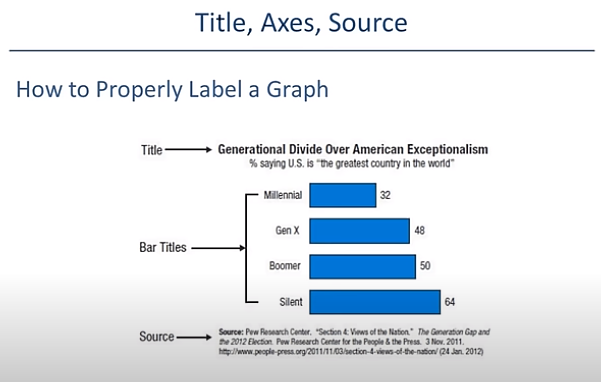 Title, Axes, Source
How to Properly Label a Graph
Title
Generational Divide Over American Exceptionalism
% saying U.S. is "the greatest country in the world"
Bar Titles
Millennial 32
Gen X 48
Boomer 50
Silent 64
Source
Source: Pew Research Center. "Section 4: Views of the Nation." The Generation Gap and
the 2012 Election. Pew Research Center for the People & the Press. 3 Nov. 2011.
http://www.people-press.org/2011/11/03/section-4-views-of-the-nation/ (24 Jan. 2012)